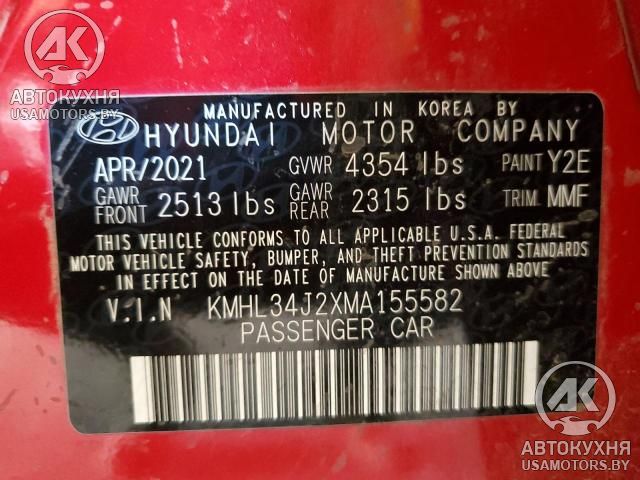 АК
АВТОКУХНЯ
USAMOTORS.BY
MANUFACTURED IN KOREA BY
HYUNDAI MOTOR COMPANY
APR/2021 GVWR 4354 lbs PAINT Y2E
GAWR FRONT 2513 lbs GAWR REAR 2315 lbs TRIM MMF
THIS VEHICLE CONFORMS TO ALL APPLICABLE U.S.A. FEDERAL
MOTOR VEHICLE SAFETY, BUMPER, AND THEFT PREVENTION STANDARDS
IN EFFECT ON THE DATE OF MANUFACTURE SHOWN ABOVE
V.I.N KMHL34J2XMA155582
PASSENGER CAR
АК
АВТОКУХНЯ
USAMOTORS.BY